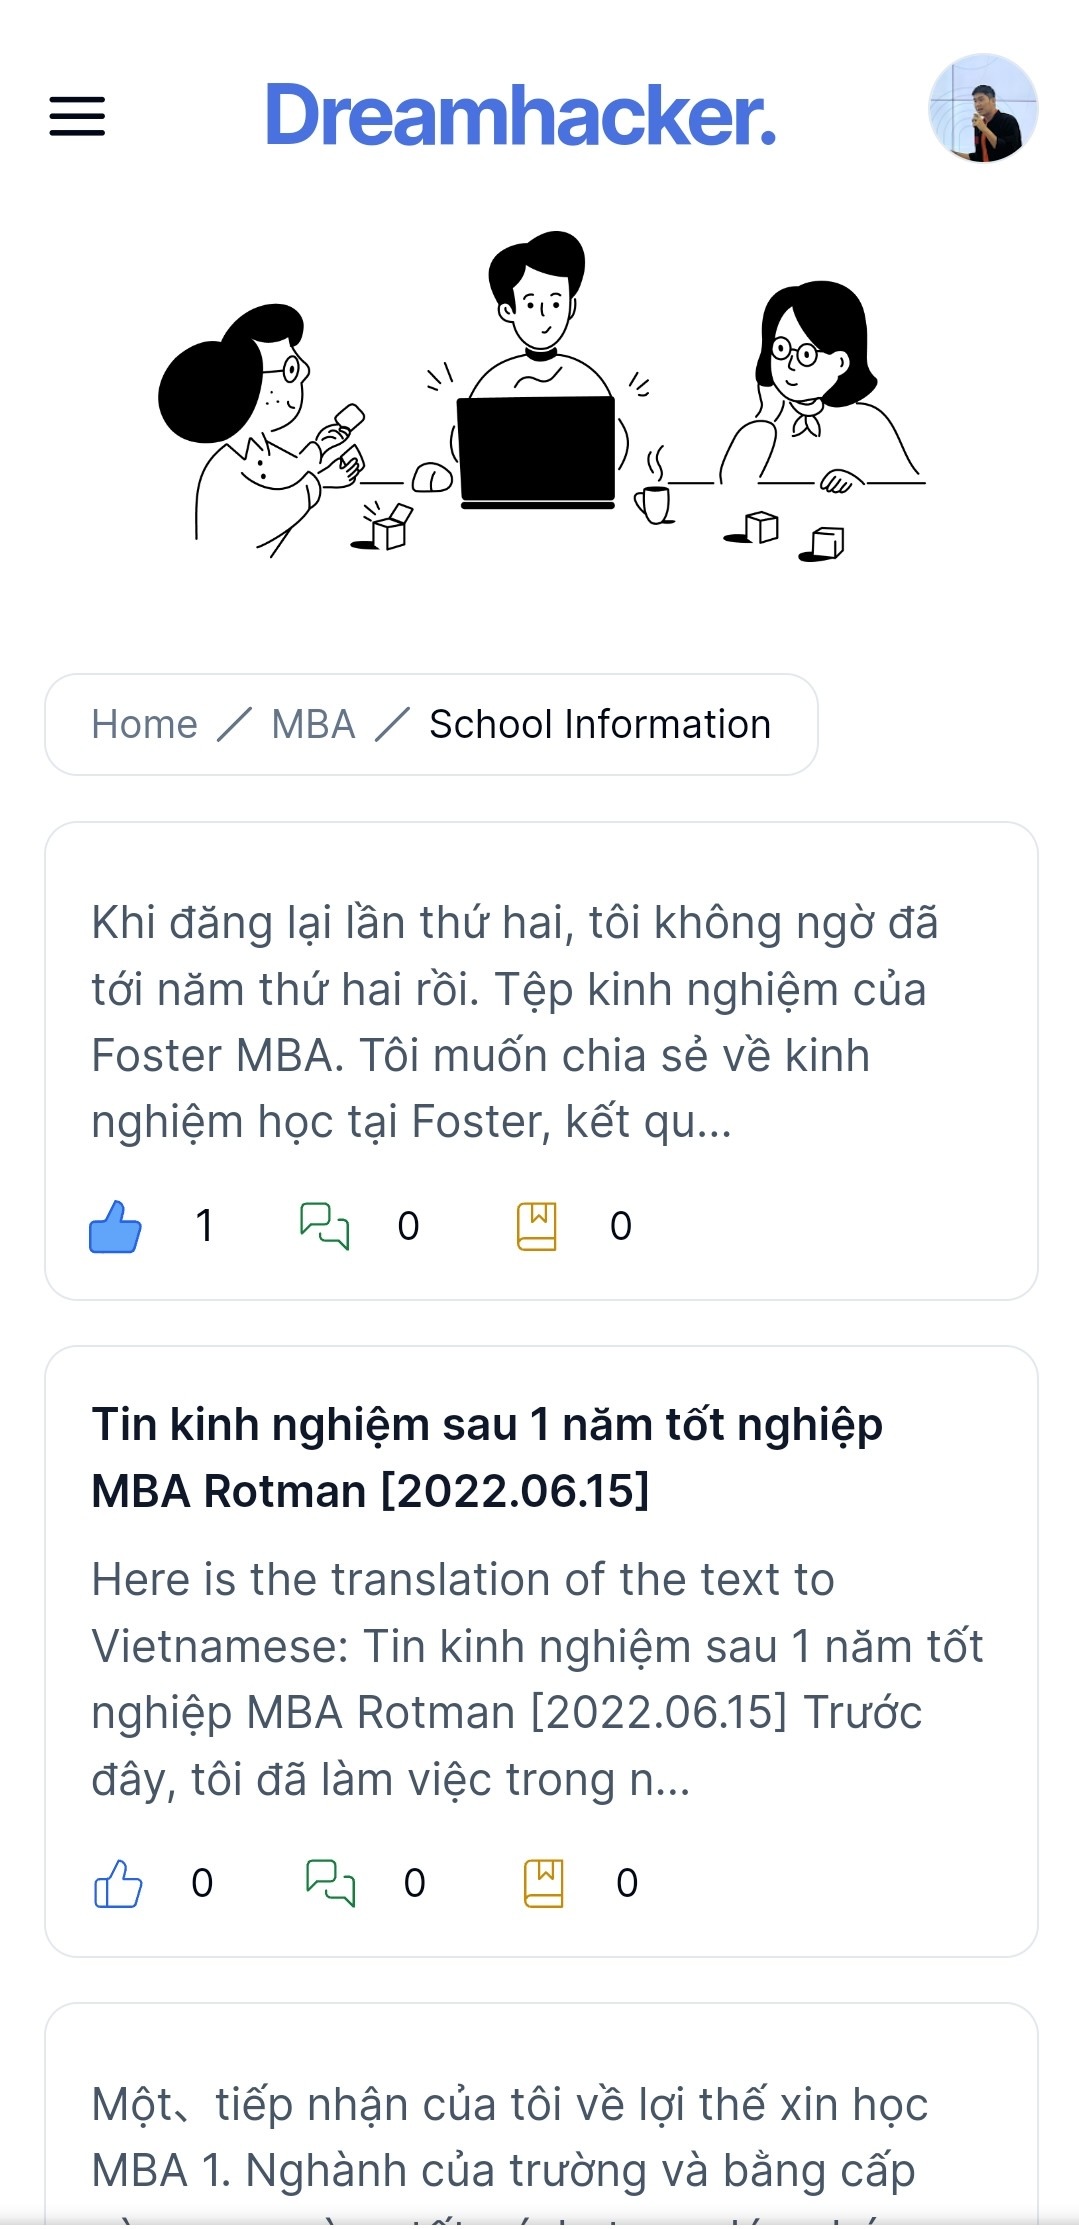 Dreamhacker.
Home / MBA / School Information
Khi đăng lại lần thứ hai, tôi không ngờ đã
tới năm thứ hai rồi. Tệp kinh nghiệm của
Foster MBA. Tôi muốn chia sẻ về kinh
nghiệm học tại Foster, kết qu...
1 0 0
Tin kinh nghiệm sau 1 năm tốt nghiệp
MBA Rotman [2022.06.15]
Here is the translation of the text to
Vietnamese: Tin kinh nghiệm sau 1 năm tốt
nghiệp MBA Rotman [2022.06.15] Trước
đây, tôi đã làm việc trong n...
0 0 0
Một、tiếp nhận của tôi về lợi thế xin học
MBA 1. Nghành của trường và bằng cấp